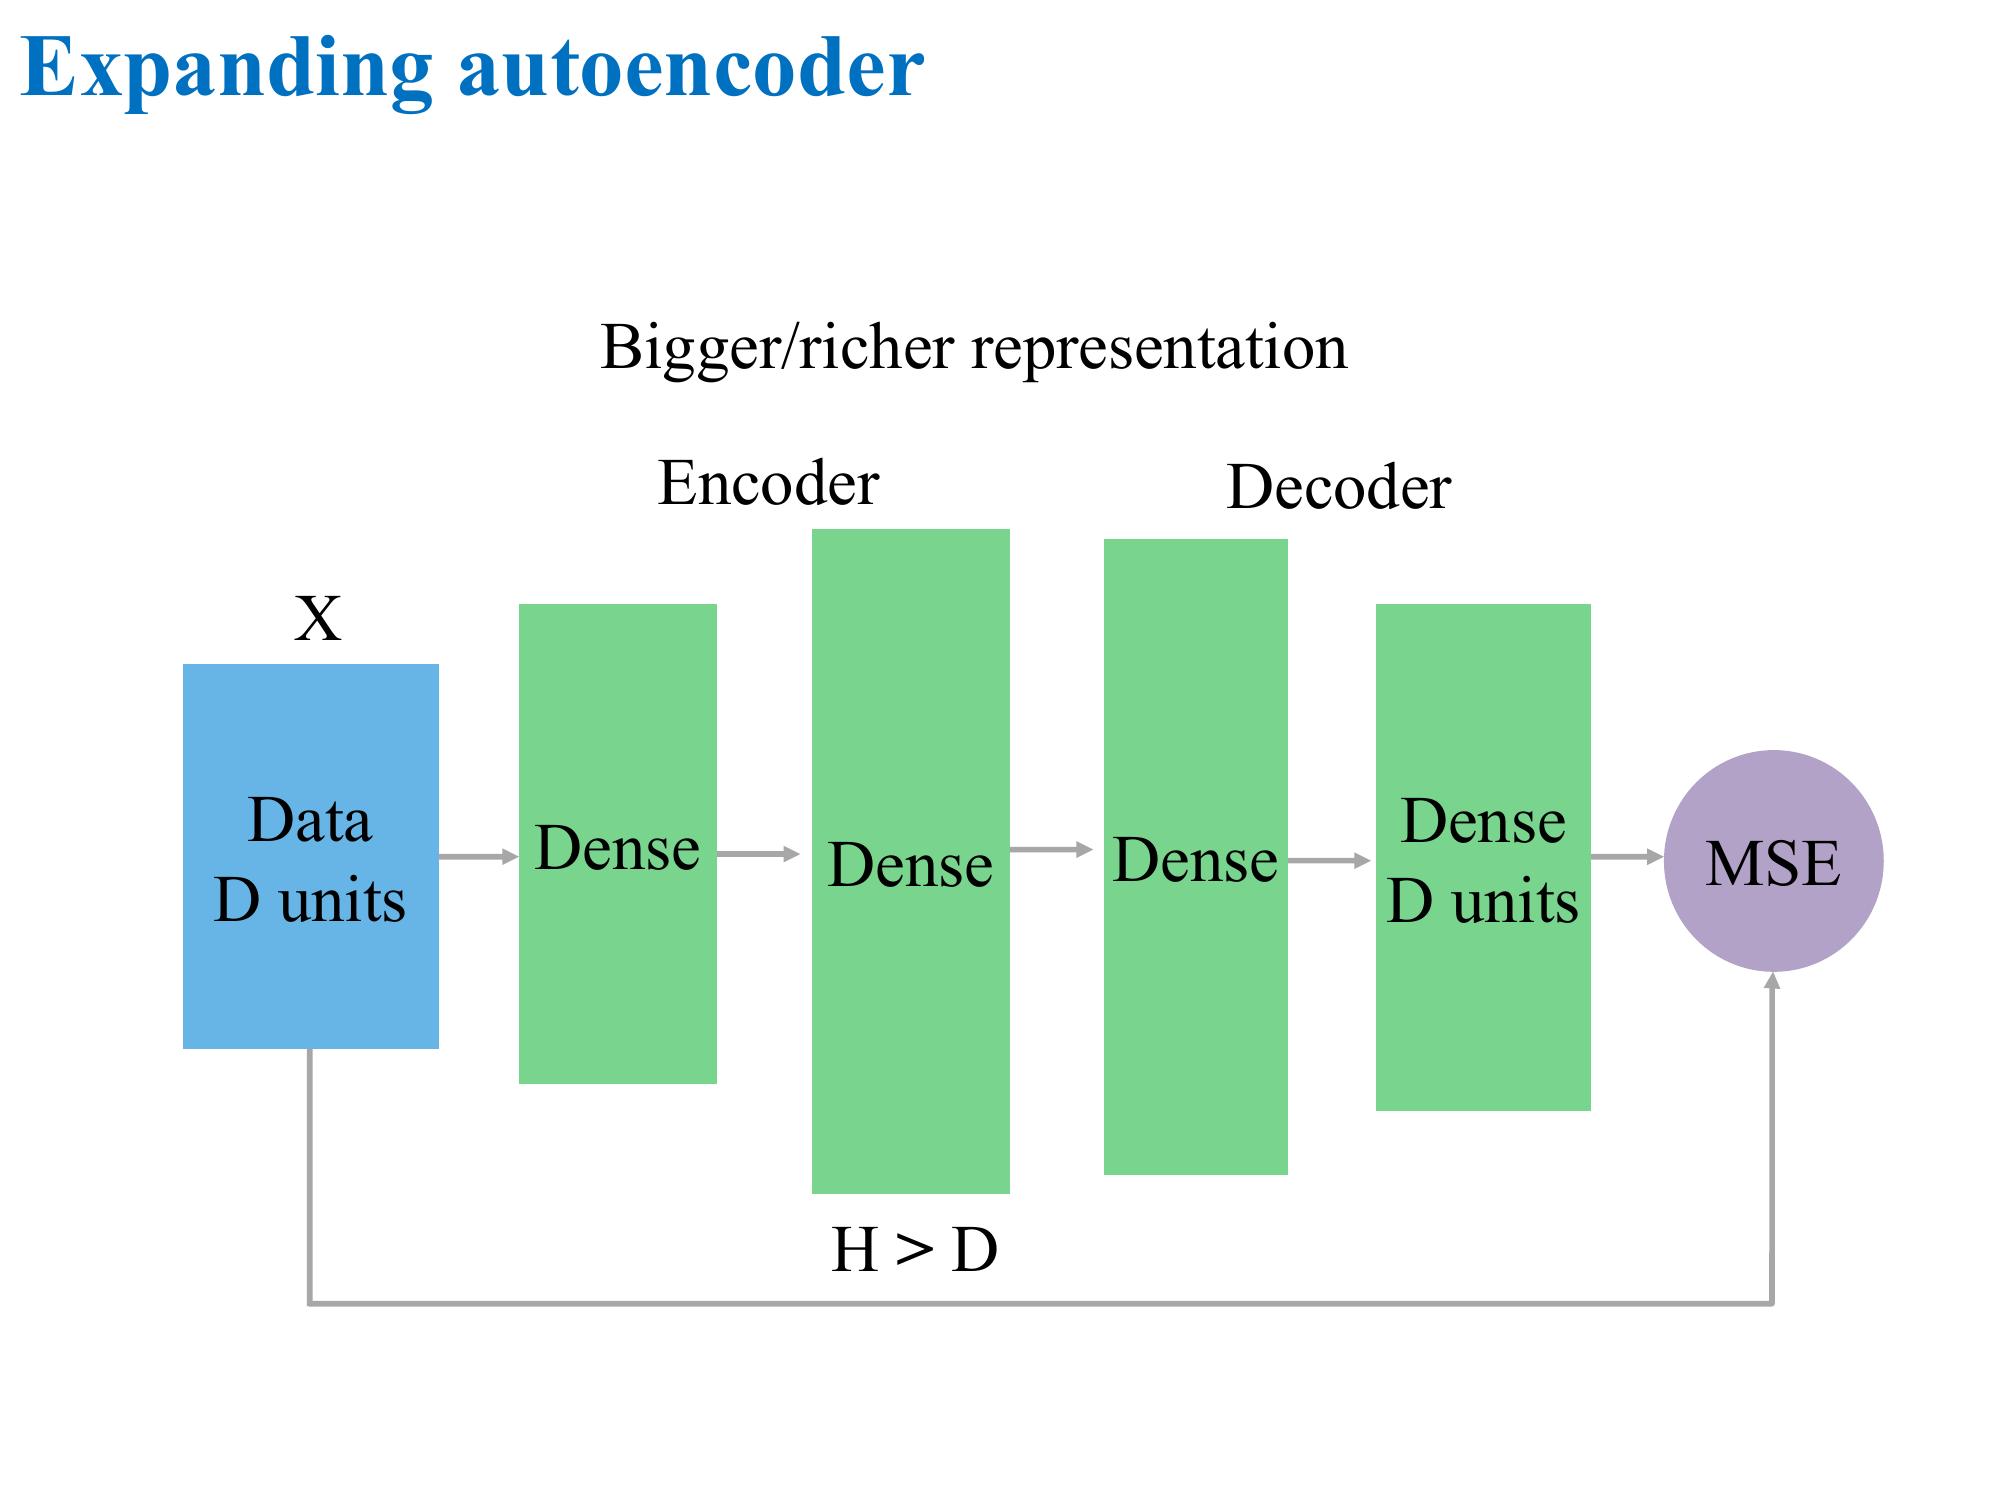 Expanding autoencoder
Bigger/richer representation
Encoder
Decoder
X
Data
D units
Dense
Dense
Dense
Dense
D units
MSE
H > D